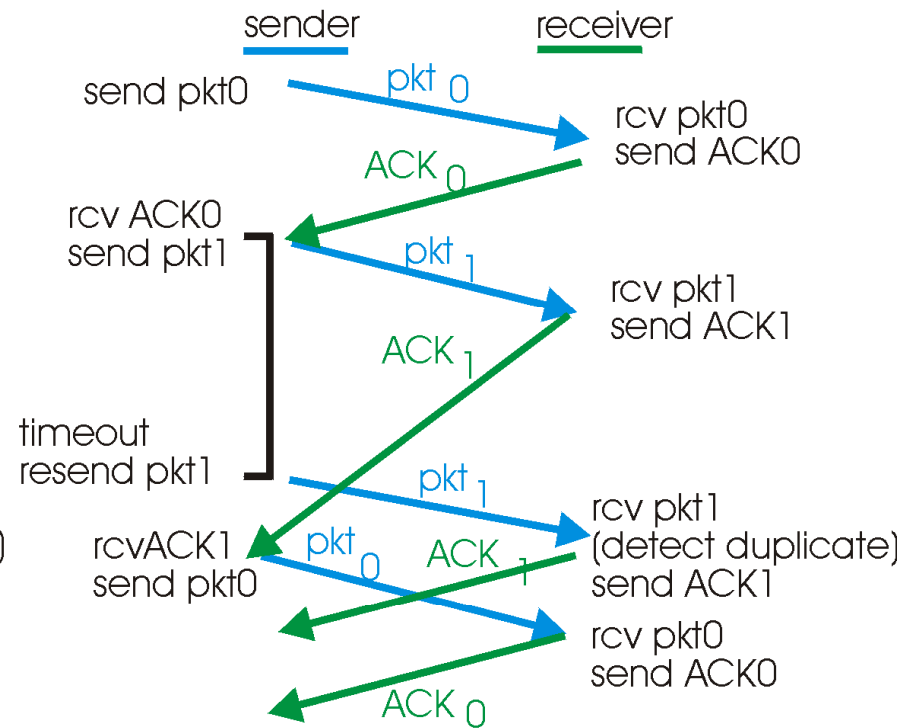 sender
receiver
send pkt0
pkt 0
rcv pkt0
send ACK0
ACK 0
rcv ACK0
send pkt1
pkt 1
rcv pkt1
send ACK1
ACK 1
timeout
resend pkt1
pkt 1
rcv pkt1
(detect duplicate)
send ACK1
)
rcvACK1
send pkt0
pkt 0
ACK 1
rcv pkt0
send ACK0
ACK 0